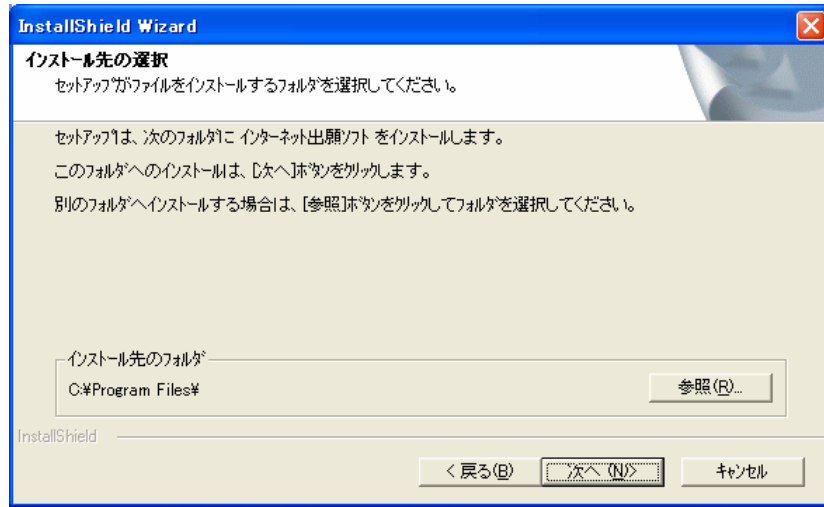 InstallShield Wizard
インストール先の選択
セットアップがファイルをインストールするフォルダを選択してください。
セットアップは、次のフォルダに インターネット出願ソフト をインストールします。
このフォルダへのインストールは、[次へ]ボタンをクリックします。
別のフォルダへインストールする場合は、[参照]ボタンをクリックしてフォルダを選択してください。
インストール先のフォルダ
C:¥Program Files¥
参照(R)...
InstallShield
< 戻る(B) 次へ (N)> キャンセル